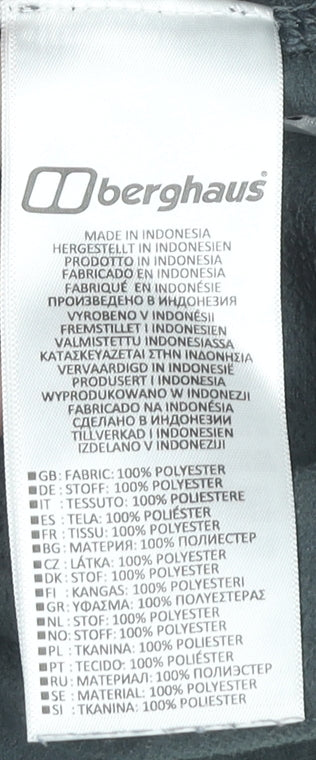 berghaus®
MADE IN INDONESIA
HERGESTELLT IN INDONESIEN
PRODOTTO IN INDONESIA
FABRICADO EN INDONESIA
FABRIQUÉ EN INDONÉSIE
ПРОИЗВЕДЕНО В ИНДОНЕЗИЯ
VYROBENO V INDONÉSII
FREMSTILLET I INDONESIEN
VALMISTETTU INDONESIASSA
ΚΑΤΑΣΚΕΥΑΖΕΤΑΙ ΣΤΗΝ ΙΝΔΟΝΗΣΙΑ
VERVAARDIGD IN INDONESIË
PRODUSERT I INDONESIA
WYPRODUKOWANO W INDONEZJI
FABRICADO NA INDONÉSIA
СДЕЛАНО В ИНДОНЕЗИИ
TILLVERKAD I INDONESIEN
IZDELANO V INDONEZIJI
■GB: FABRIC: 100% POLYESTER
■DE : STOFF: 100% POLYESTER
■IT : TESSUTO: 100% POLIESTERE
■ES : TELA: 100% POLIÉSTER
■FR : TISSU: 100% POLYESTER
■BG: МАТЕРИЯ: 100% ПОЛИЕСТЕР
■CZ : LÁTKA: 100% POLYESTER
■DK : STOF: 100% POLYESTER
■FI : KANGAS: 100% POLYESTERI
■GR: ΥΦΑΣΜΑ: 100% ΠΟΛΥΕΣΤΕΡΑΣ
■NL : STOF: 100% POLYESTER
■NO: STOFF: 100% POLYESTER
■PL : TKANINA: 100% POLIESTER
■PT : TECIDO: 100% POLIÉSTER
■RU: МАТЕРИАЛ: 100% ПОЛИЭСТЕР
■SE : MATERIAL: 100% POLYESTER
■SI : TKANINA: 100% POLYESTER